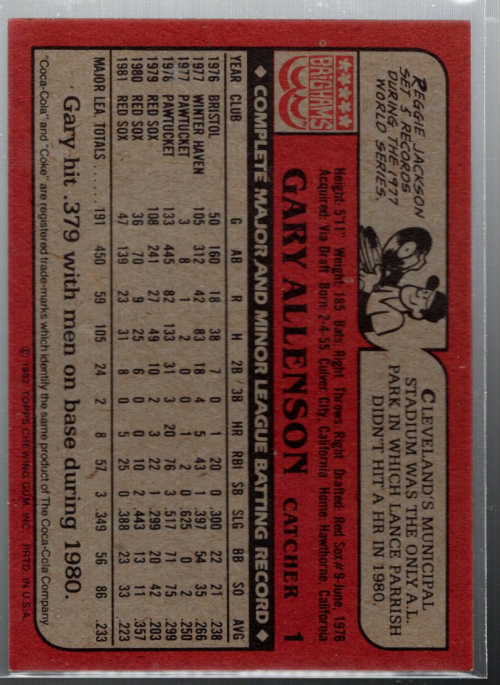 REGGIE JACKSON
SET 5 RECORDS
DURING THE 1977
WORLD SERIES.
CLEVELAND'S MUNICIPAL
STADIUM WAS THE ONLY A.L.
PARK IN WHICH LANCE PARRISH
DIDN'T HIT A HR IN 1980.
BRIGHAM'S
Height: 5'11" Weight: 185 Bats: Right Throws: Right Drafted: Red Sox #9-June, 1976
Acquired: Via Draft Born: 2-4-55 Culver City, California Home: Hawthorne, California
GARY ALLENSON CATCHER 1
◆ COMPLETE MAJOR AND MINOR LEAGUE BATTING RECORD ◆
YEAR CLUB G AB R H 2B 3B HR RBI SB SLG BB SO AVG
1976 BRISTOL 50 160 18 38 7 0 1 20 0 .300 22 21 .238
1977 WINTER HAVEN 105 312 42 83 18 4 5 43 1 .397 54 35 .266
1977 PAWTUCKET 3 8 1 2 0 0 1 2 0 .625 0 2 .250
1978 PAWTUCKET 133 445 82 133 31 3 20 76 3 .517 71 75 .299
1979 RED SOX 108 241 27 49 10 2 3 22 1 .299 20 42 .203
1980 RED SOX 36 70 9 25 6 0 0 10 2 .443 13 11 .357
1981 RED SOX 47 139 23 31 8 0 5 25 0 .388 23 33 .223
MAJOR LEA. TOTALS ...... 191 450 59 105 24 2 8 57 3 .349 56 86 .233
Gary hit .379 with men on base during 1980.
"Coca-Cola" and "Coke" are registered trade-marks which identify the same product of The Coca-Cola Company.
© 1982 TOPPS CHEWING GUM, INC. PRTD. IN U.S.A.